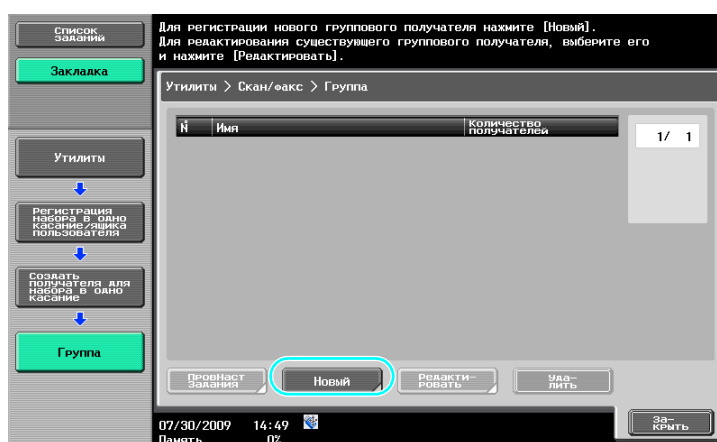 Список
заданий
Закладка
Для регистрации нового группового получателя нажмите [Новый].
Для редактирования существующего группового получателя, выберите его
и нажмите [Редактировать].
Утилиты > Скан/факс > Группа
N Имя Количество
получателей
1/ 1
Утилиты
Регистрация
набора в одно
касание/ящика
пользователя
Создать
получателя для
набора в одно
касание
Группа
ПровНаст
Задания
Новый
Редакти-
ровать
Уда-
лить
07/30/2009 14:49
Память 0%
За-
крыть